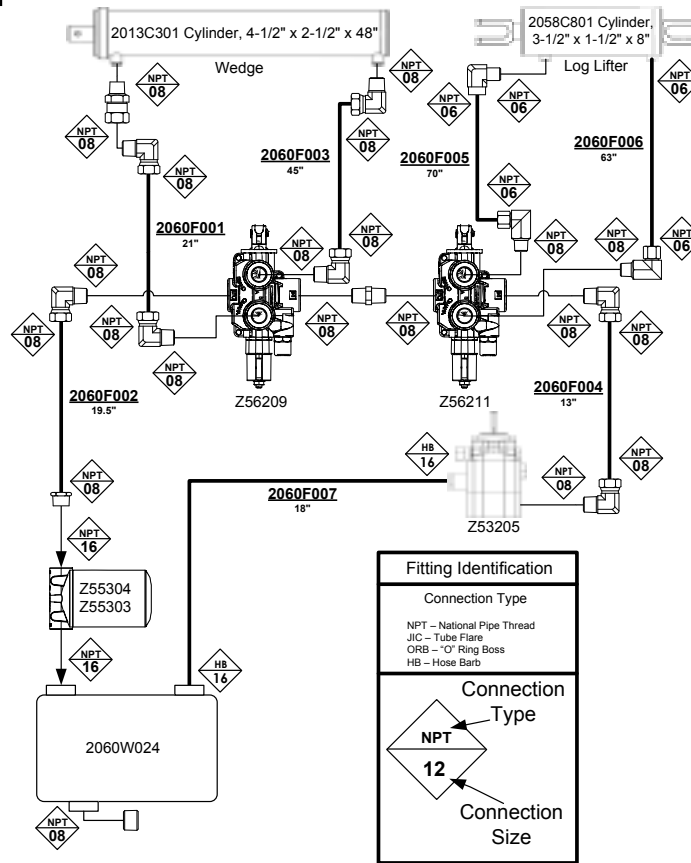 2013C301 Cylinder, 4-1/2" x 2-1/2" x 48"
2058C801 Cylinder,
3-1/2" x 1-1/2" x 8"
Wedge
Log Lifter
NPT
08
NPT
08
NPT
06
NPT
06
NPT
06
NPT
08
NPT
08
NPT
08
2060F003
45"
2060F005
70"
2060F006
63"
NPT
06
2060F001
21"
NPT
08
NPT
08
NPT
08
NPT
08
NPT
08
NPT
06
NPT
08
NPT
08
NPT
08
NPT
08
NPT
08
NPT
08
NPT
08
2060F002
19.5"
Z56209
Z56211
2060F004
13"
HB
16
NPT
08
NPT
08
NPT
08
2060F007
18"
Z53205
NPT
16
Z55304
Z55303
NPT
16
HB
16
2060W024
NPT
08
Fitting Identification
Connection Type
NPT – National Pipe Thread
JIC – Tube Flare
ORB – “O” Ring Boss
HB – Hose Barb
Connection
Type
NPT
12
Connection
Size